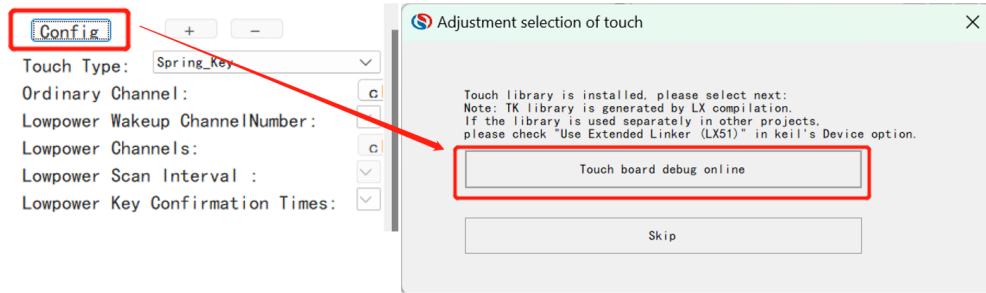 Config
+
-
Touch Type:
Spring_Key
Ordinary Channel:
Lowpower Wakeup ChannelNumber:
Lowpower Channels:
Lowpower Scan Interval :
Lowpower Key Confirmation Times:
Adjustment selection of touch
Touch library is installed, please select next:
Note: TK library is generated by LX compilation.
If the library is used separately in other projects,
please check "Use Extended Linker (LX51)" in keil's Device option.
Touch board debug online
Skip